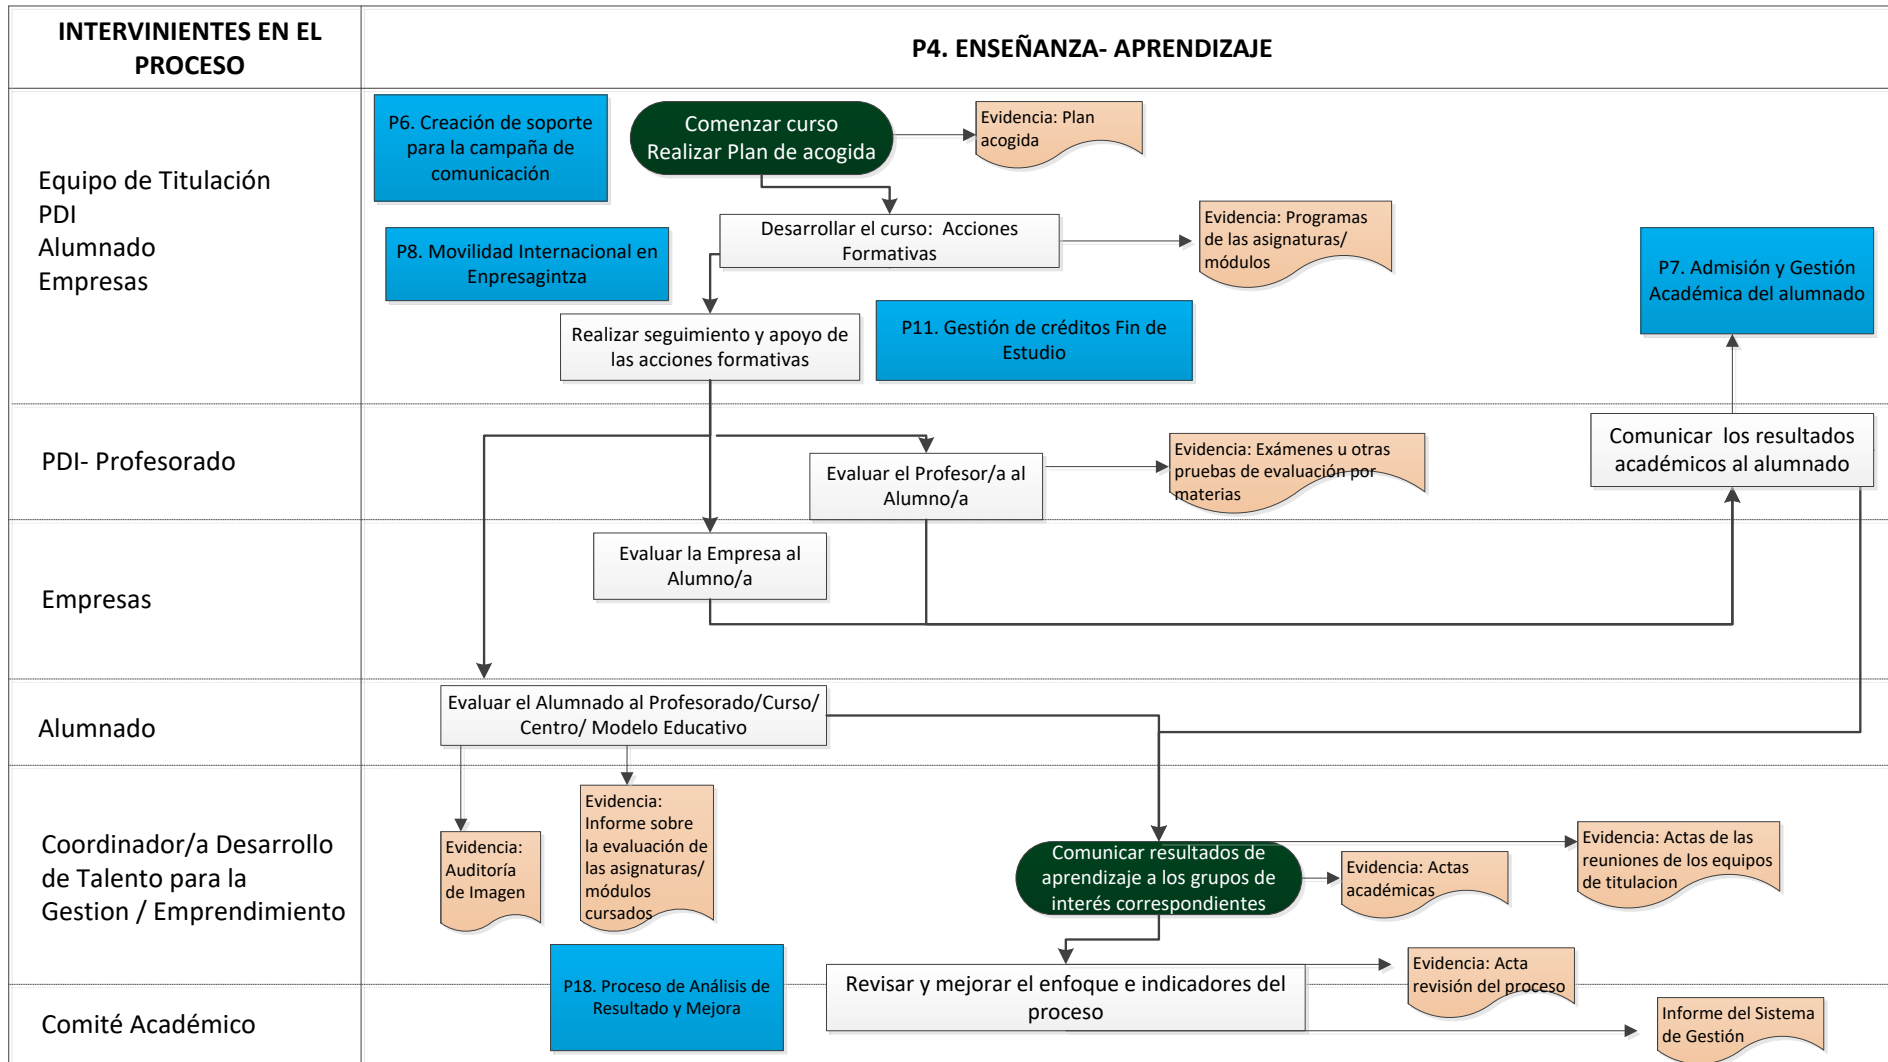 INTERVINIENTES EN EL
PROCESO
P4. ENSEÑANZA- APRENDIZAJE
Equipo de Titulación
PDI
Alumnado
Empresas
P6. Creación de soporte
para la campaña de
comunicación
Comenzar curso
Realizar Plan de acogida
Evidencia: Plan
acogida
P8. Movilidad Internacional en
Enpresagintza
Desarrollar el curso: Acciones
Formativas
Evidencia: Programas
de las asignaturas/
módulos
P7. Admisión y Gestión
Académica del alumnado
Realizar seguimiento y apoyo de
las acciones formativas
P11. Gestión de créditos Fin de
Estudio
PDI- Profesorado
Evaluar el Profesor/a al
Alumno/a
Evidencia: Exámenes u otras
pruebas de evaluación por
materias
Comunicar los resultados
académicos al alumnado
Empresas
Evaluar la Empresa al
Alumno/a
Alumnado
Evaluar el Alumnado al Profesorado/Curso/
Centro/ Modelo Educativo
Coordinador/a Desarrollo
de Talento para la
Gestion / Emprendimiento
Evidencia:
Auditoría
de Imagen
Evidencia:
Informe sobre
la evaluación de
las asignaturas/
módulos
cursados
Comunicar resultados de
aprendizaje a los grupos de
interés correspondientes
Evidencia: Actas
académicas
Evidencia: Actas de las
reuniones de los equipos
de titulacion
P18. Proceso de Análisis de
Resultado y Mejora
Revisar y mejorar el enfoque e indicadores del
proceso
Evidencia: Acta
revisión del proceso
Comité Académico
Informe del Sistema
de Gestión